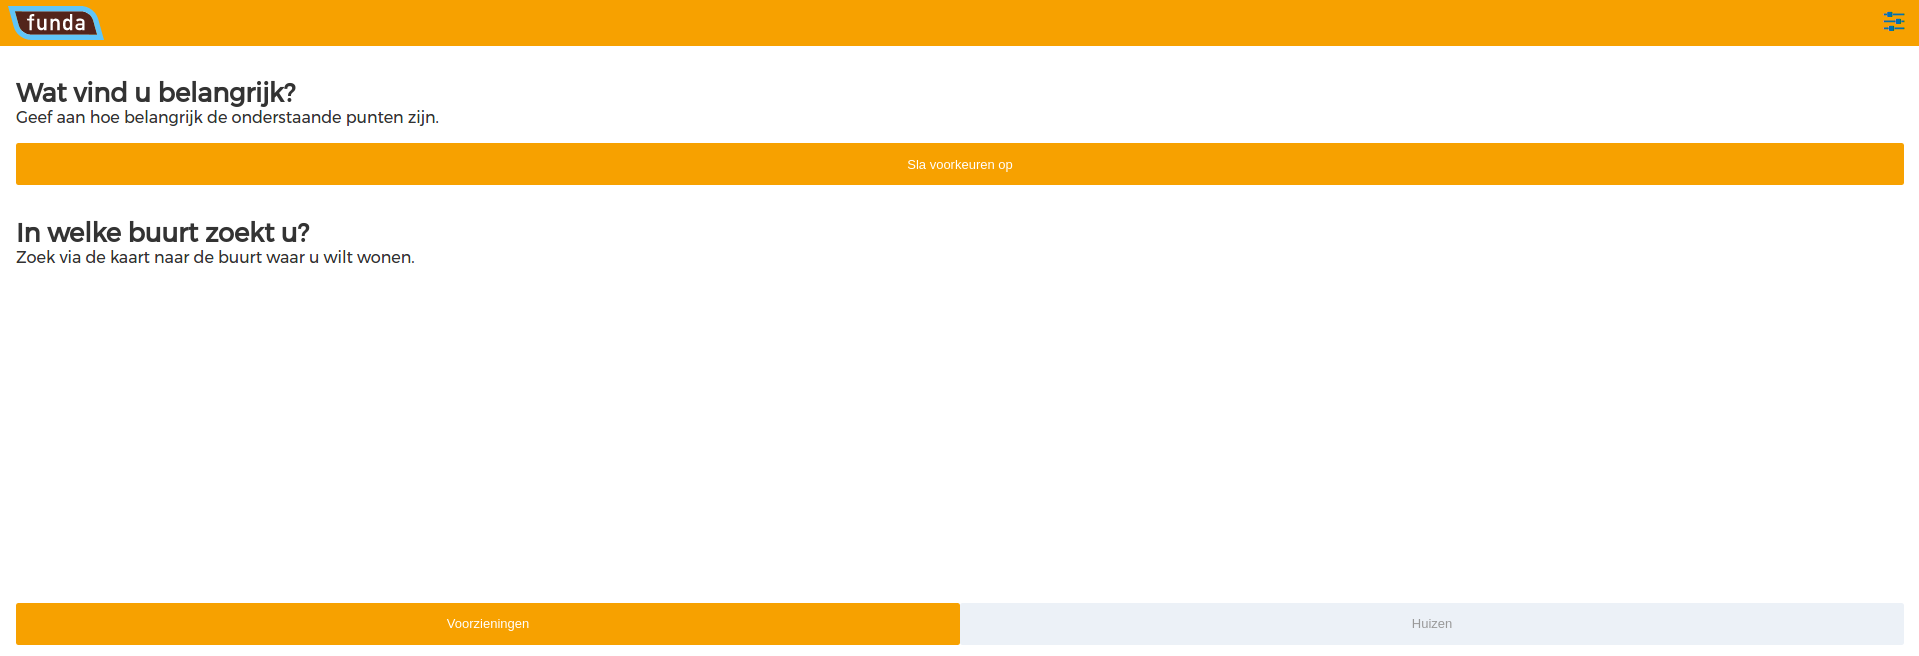 funda
Wat vind u belangrijk?
Geef aan hoe belangrijk de onderstaande punten zijn.
Sla voorkeuren op
In welke buurt zoekt u?
Zoek via de kaart naar de buurt waar u wilt wonen.
Voorzieningen
Huizen